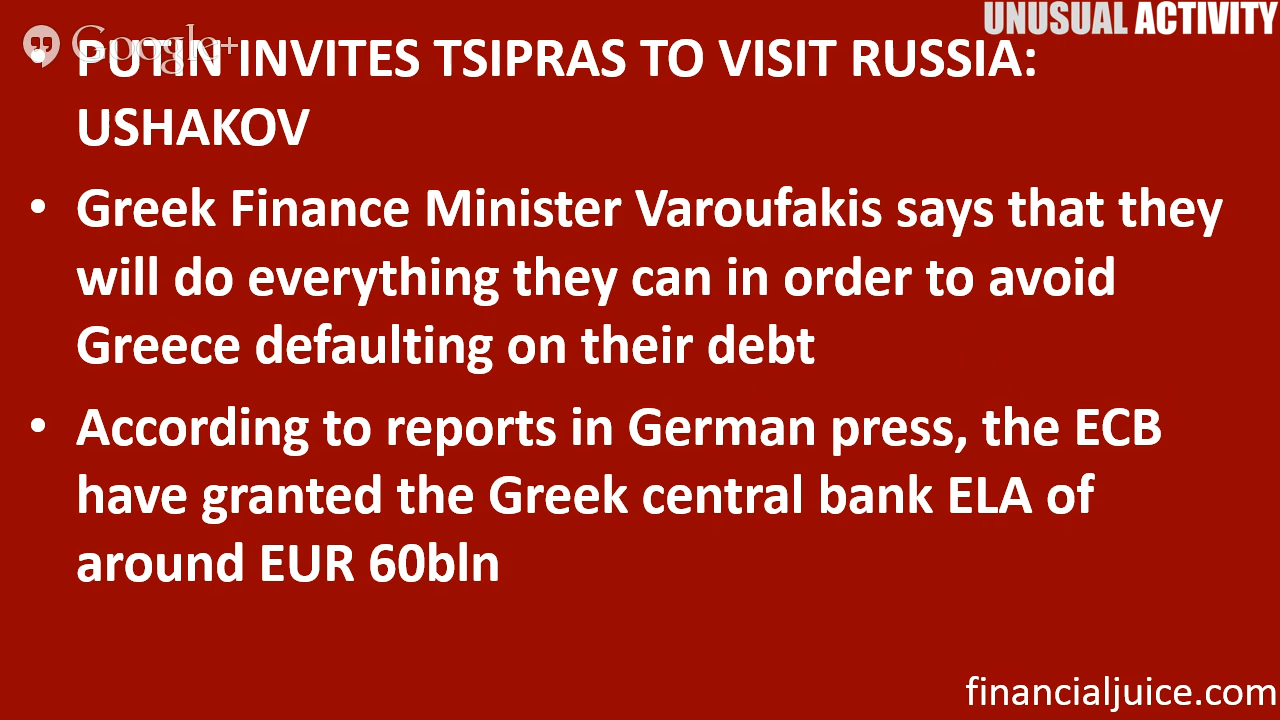 UNUSUAL ACTIVITY
Google+
• PUTIN INVITES TSIPRAS TO VISIT RUSSIA:
USHAKOV
• Greek Finance Minister Varoufakis says that they
will do everything they can in order to avoid
Greece defaulting on their debt
• According to reports in German press, the ECB
have granted the Greek central bank ELA of
around EUR 60bln
financialjuice.com